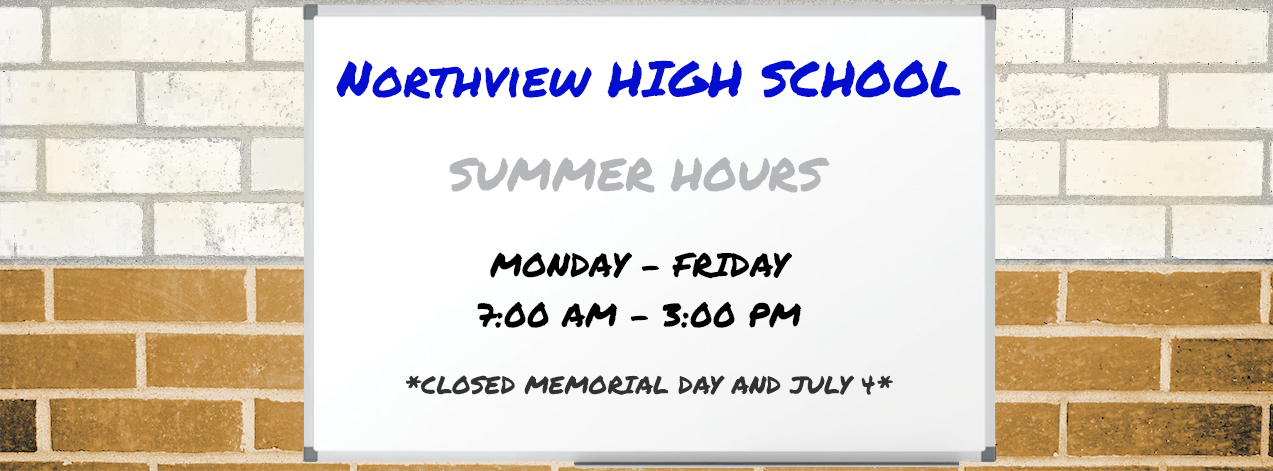 Northview HIGH SCHOOL
SUMMER HOURS
MONDAY - FRIDAY
7:00 AM - 3:00 PM
*CLOSED MEMORIAL DAY AND JULY 4*